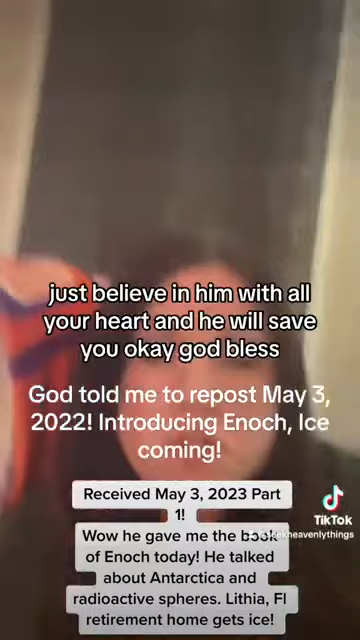 just believe in him with all
your heart and he will save
you okay god bless
God told me to repost May 3,
2022! Introducing Enoch, Ice
coming!
Received May 3, 2023 Part
1!
Wow he gave me the book
of Enoch today! He talked
about Antarctica and
radioactive spheres. Lithia, Fl
retirement home gets ice!
TikTok